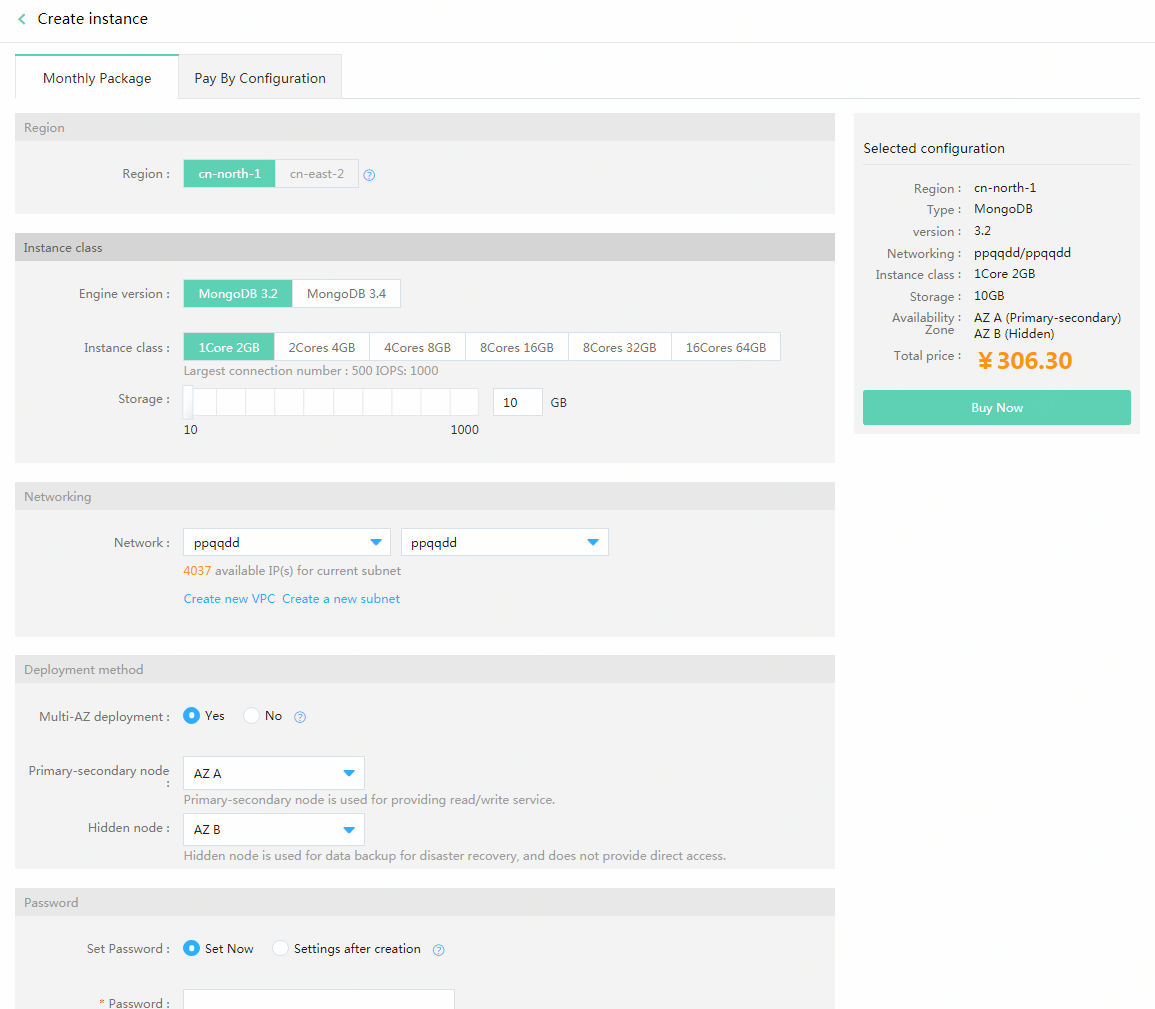 Create instance
Monthly Package
Pay By Configuration
Region
Region :
cn-north-1
cn-east-2
?
Instance class
Engine version :
MongoDB 3.2
MongoDB 3.4
Instance class :
1Core 2GB
2Cores 4GB
4Cores 8GB
8Cores 16GB
8Cores 32GB
16Cores 64GB
Largest connection number : 500 IOPS: 1000
Storage :
10
GB
10
1000
Networking
Network :
ppqqdd
ppqqdd
4037 available IP(s) for current subnet
Create new VPC Create a new subnet
Deployment method
Multi-AZ deployment :
Yes
No
?
Primary-secondary node
:
AZ A
Primary-secondary node is used for providing read/write service.
Hidden node :
AZ B
Hidden node is used for data backup for disaster recovery, and does not provide direct access.
Password
Set Password :
Set Now
Settings after creation
?
* Password :
Selected configuration
Region : cn-north-1
Type : MongoDB
version : 3.2
Networking : ppqqdd/ppqqdd
Instance class : 1Core 2GB
Storage : 10GB
Availability : AZ A (Primary-secondary)
Zone AZ B (Hidden)
Total price : ¥306.30
Buy Now